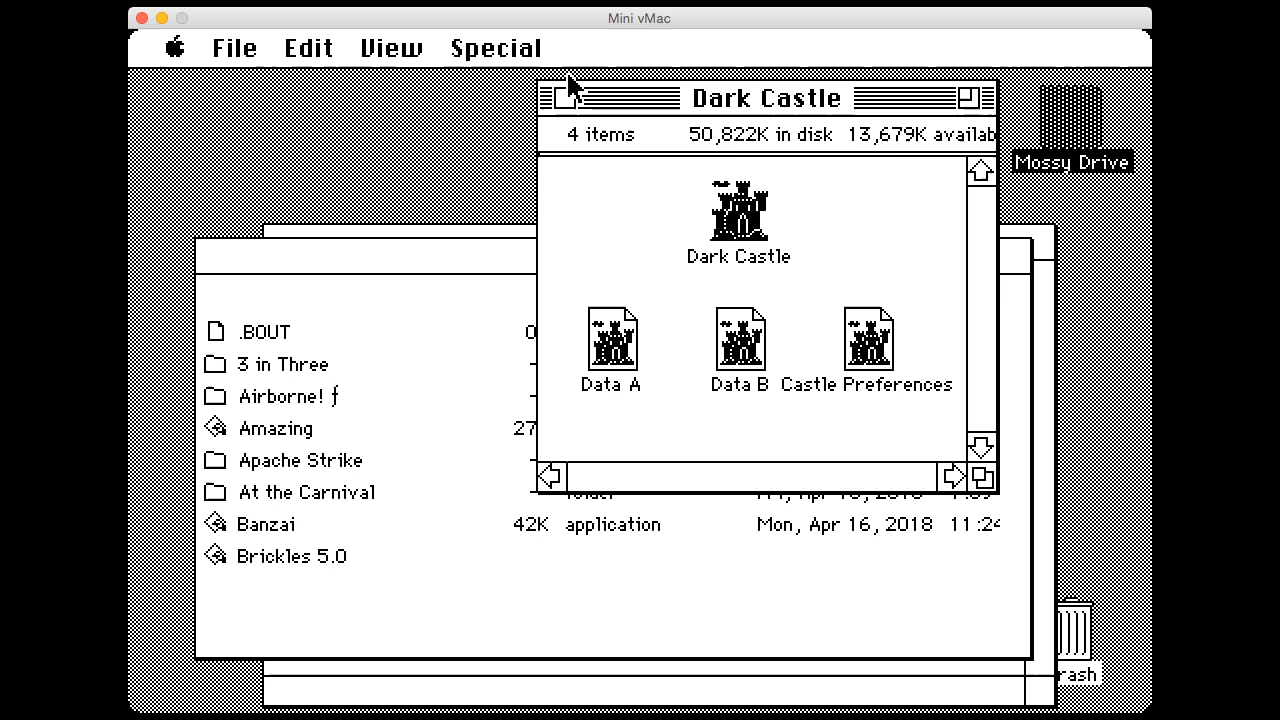 Mini vMac
File Edit View Special
Dark Castle
4 items 50,822K in disk 13,679K availab
Mossy Drive
Dark Castle
Data A Data B Castle Preferences
.BOUT 0
3 in Three
Airborne! ƒ
Amazing 27
Apache Strike
At the Carnival
Banzai 42K application Mon, Apr 16, 2018 11:24
Brickles 5.0
rash